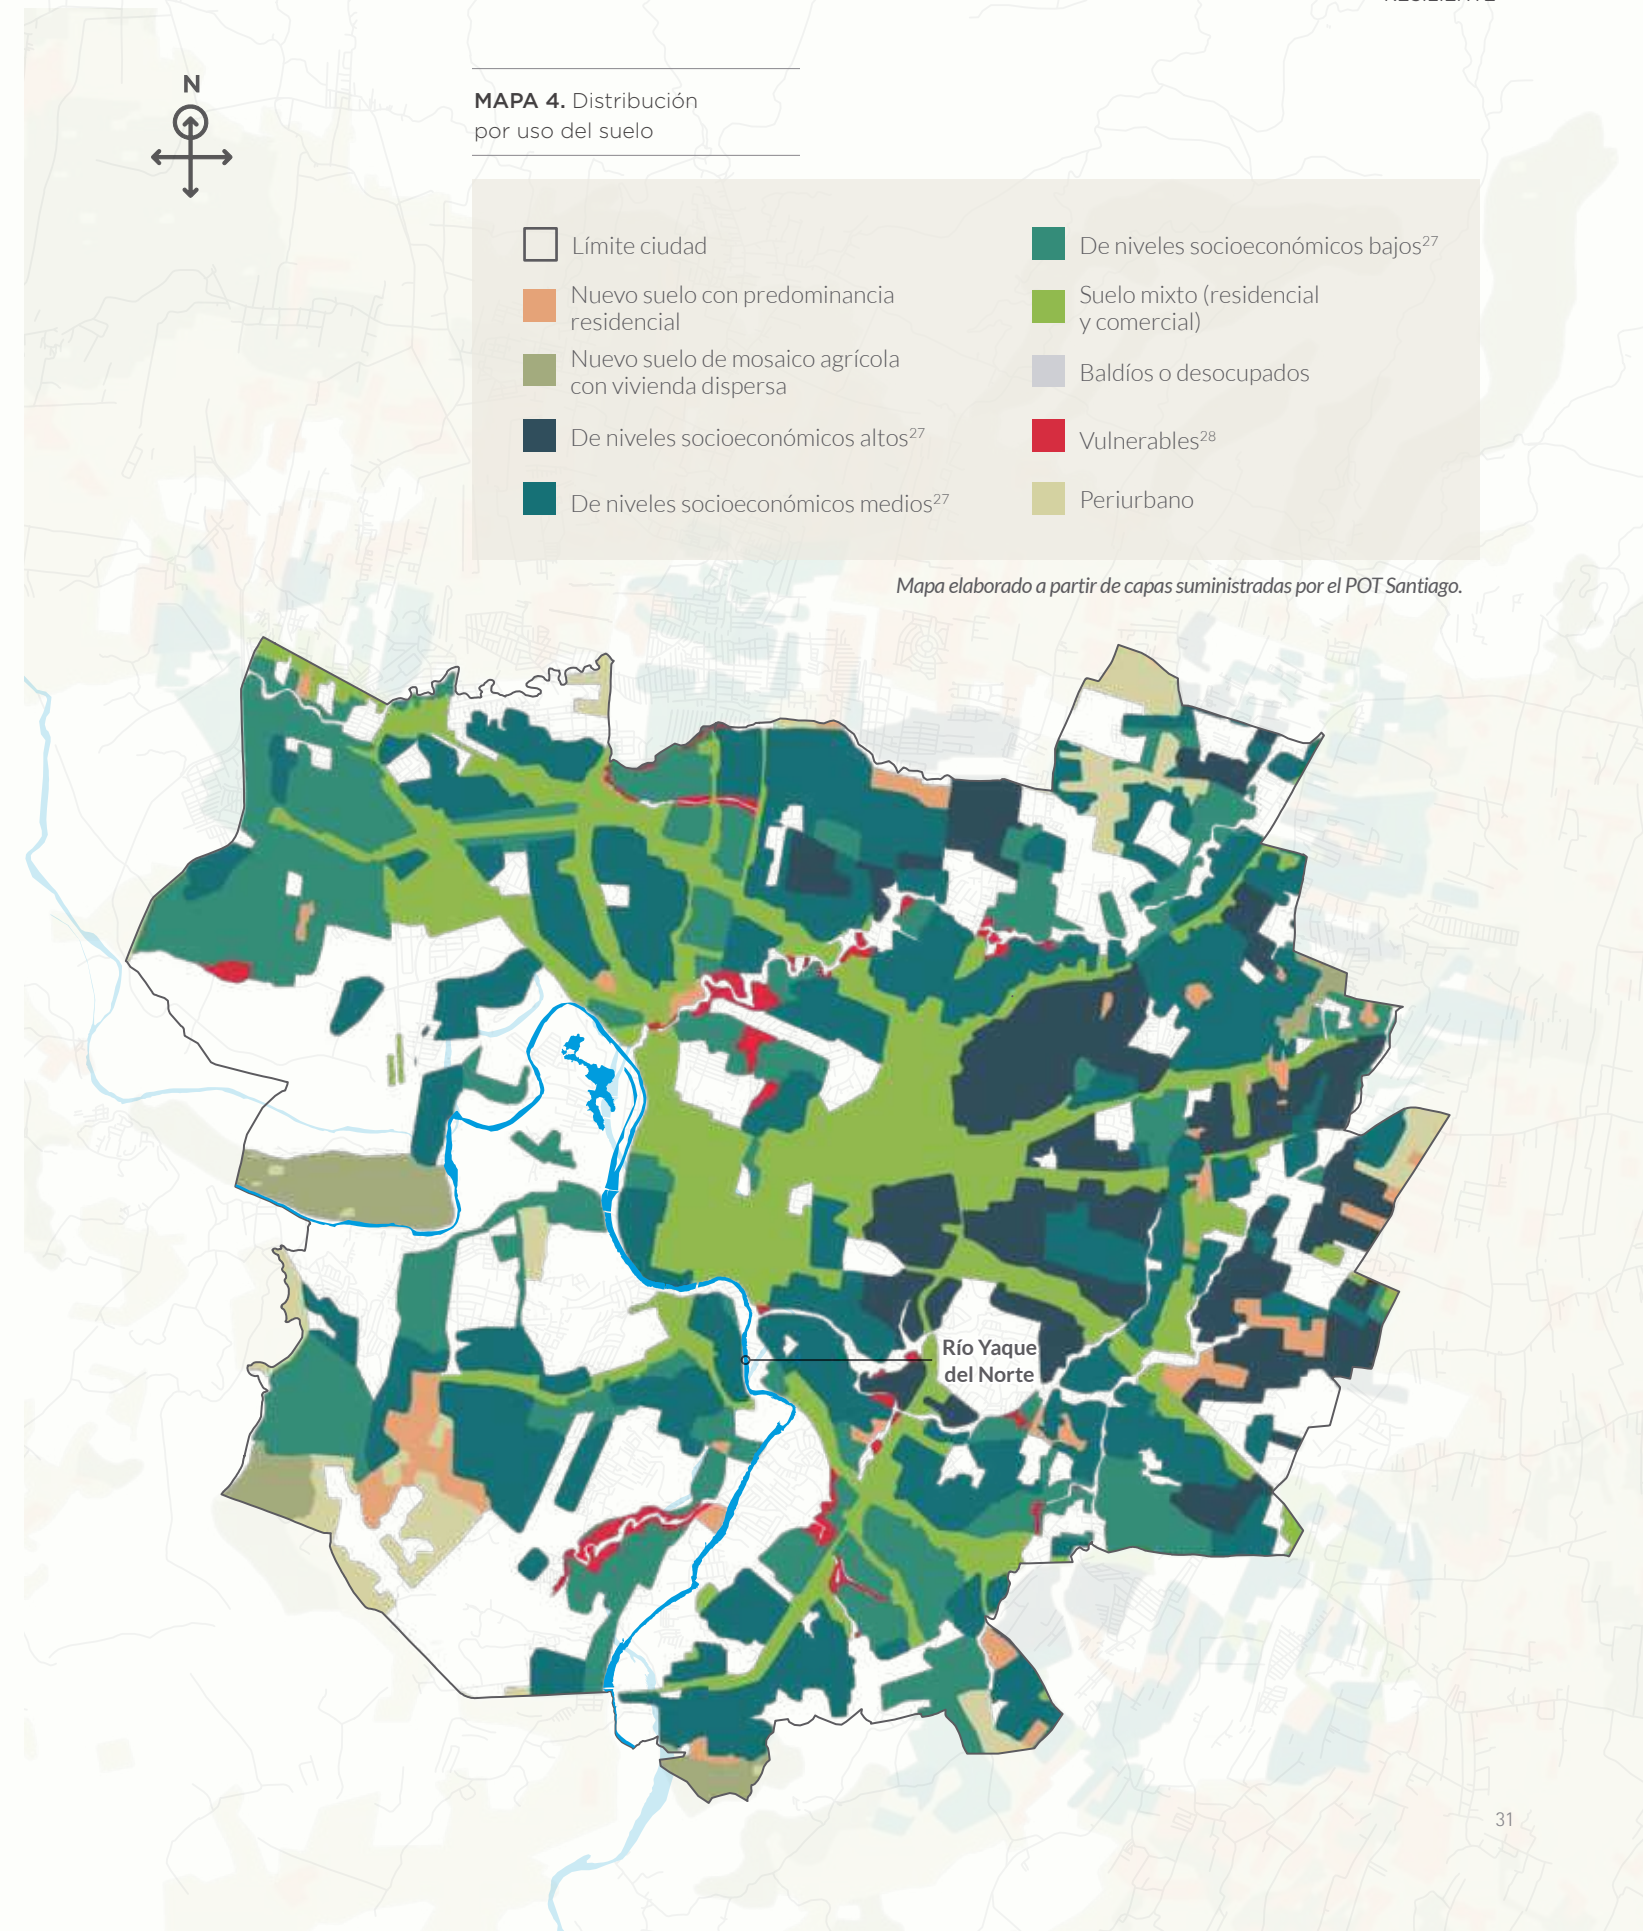 N
MAPA 4. Distribución
por uso del suelo
Límite ciudad
Nuevo suelo con predominancia
residencial
Nuevo suelo de mosaico agrícola
con vivienda dispersa
De niveles socioeconómicos altos27
De niveles socioeconómicos medios27
De niveles socioeconómicos bajos27
Suelo mixto (residencial
y comercial)
Baldíos o desocupados
Vulnerables28
Periurbano
Mapa elaborado a partir de capas suministradas por el POT Santiago.
Río Yaque
del Norte
31